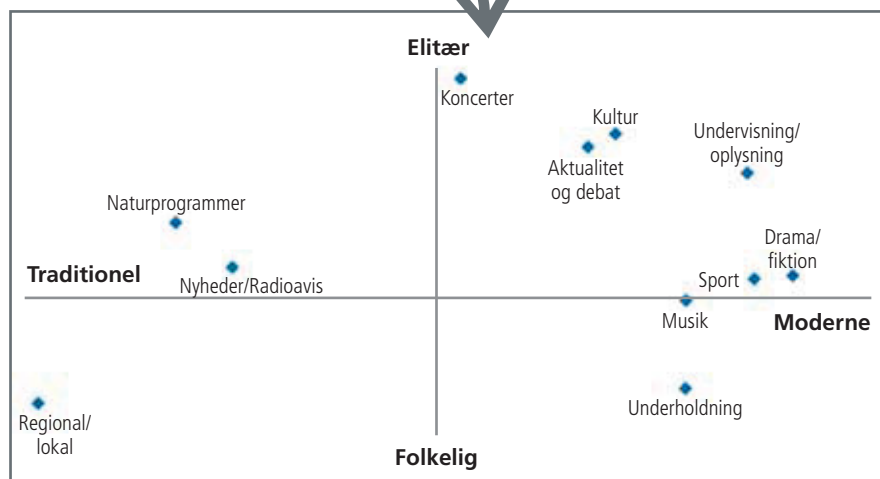 Elitær
Koncerter
Kultur
Undervisning/
oplysning
Aktualitet
og debat
Naturprogrammer
Drama/
fiktion
Traditionel
Nyheder/Radioavis
Sport
Musik
Moderne
Underholdning
Regional/
lokal
Folkelig